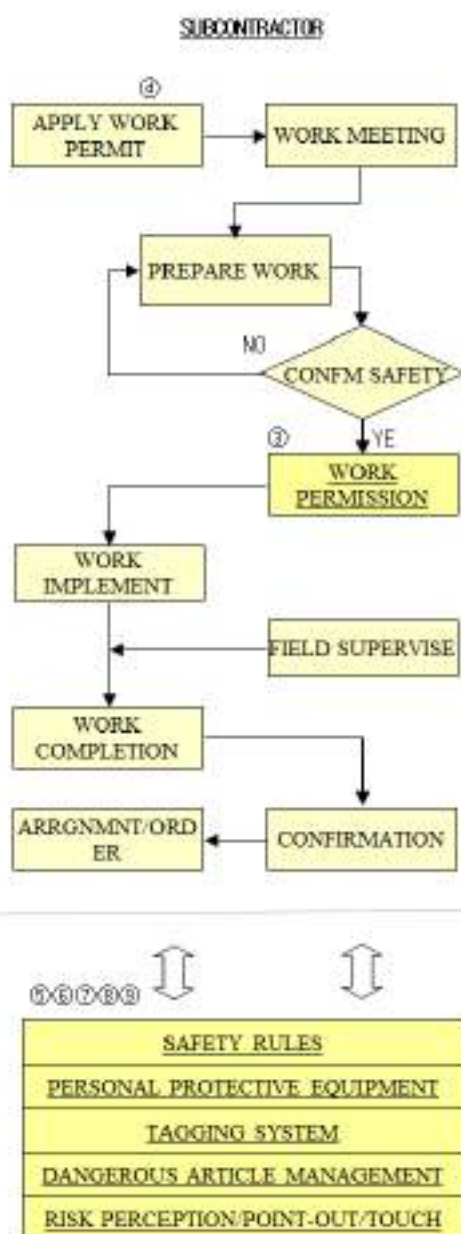 SUBCONTRACTOR
④
APPLY WORK
PERMIT
WORK MEETING
PREPARE WORK
NO
CONFM SAFETY
③
YE
WORK
PERMISSION
WORK
IMPLEMENT
FIELD SUPERVISE
WORK
COMPLETION
ARRGNMNT/ORD
ER
CONFIRMATION
⑤⑥⑦⑧⑨
SAFETY RULES
PERSONAL PROTECTIVE EQUIPMENT
TAGGING SYSTEM
DANGEROUS ARTICLE MANAGEMENT
RISK PERCEPTION/POINT-OUT/TOUCH